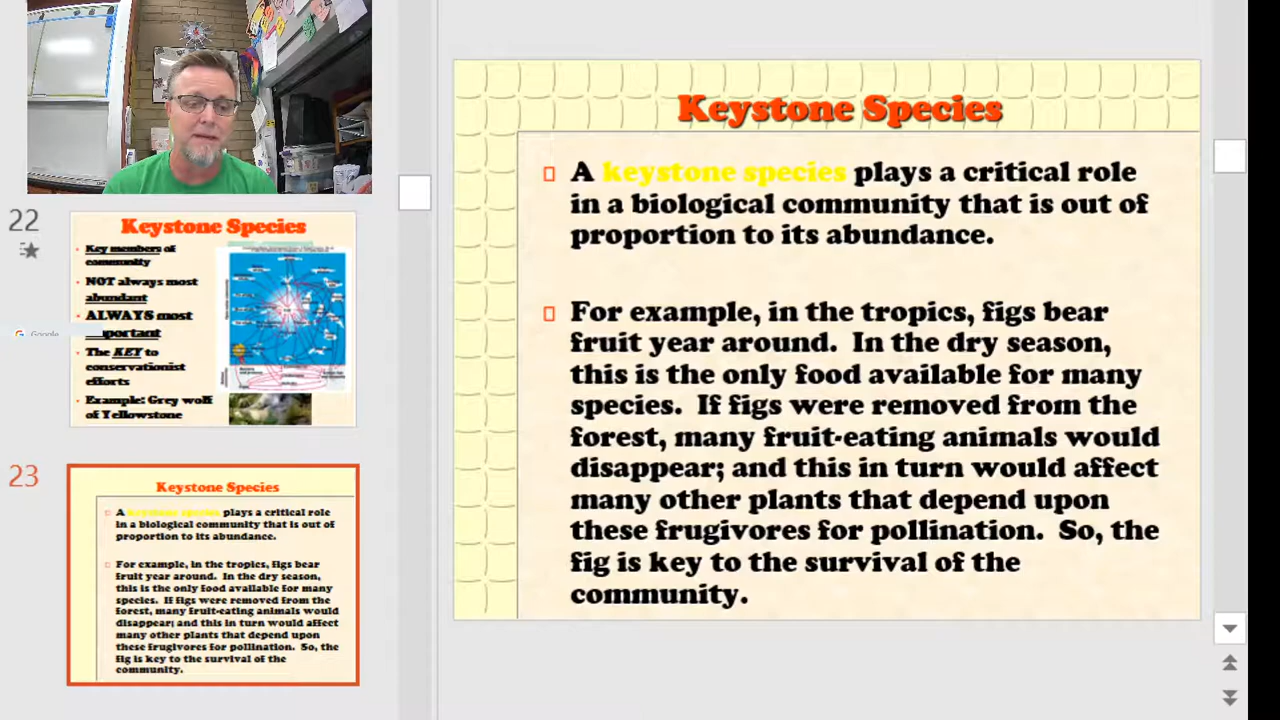 22
Keystone Species
Key members of
community
NOT always most
abundant
ALWAYS most
The KEY to
conservationist
efforts
Example: Grey wolf
of Yellowstone
Google
23
Keystone Species
A keystone species plays a critical role
in a biological community that is out of
proportion to its abundance.
For example, in the tropics, figs bear
fruit year around. In the dry season,
this is the only food available for many
species. If figs were removed from the
forest, many fruit-eating animals would
disappear; and this in turn would affect
many other plants that depend upon
these frugivores for pollination. So, the
fig is key to the survival of the
community.
Keystone Species
A keystone species plays a critical role
in a biological community that is out of
proportion to its abundance.
For example, in the tropics, figs bear
fruit year around. In the dry season,
this is the only food available for many
species. If figs were removed from the
forest, many fruit-eating animals would
disappear; and this in turn would affect
many other plants that depend upon
these frugivores for pollination. So, the
fig is key to the survival of the
community.